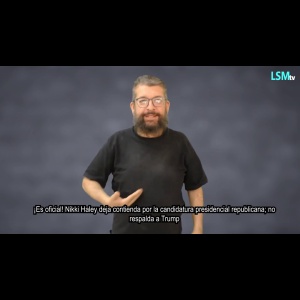 LSMtv
¡Es oficial! Nikki Haley deja contienda por la candidatura presidencial republicana; no
respalda a Trump